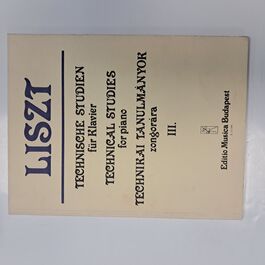 LISZT
TECHNISCHE STUDIEN
für Klavier
TECHNICAL STUDIES
for piano
TECHNIKAI TANULMÁNYOK
zongorára
III.
Editio Musica Budapest